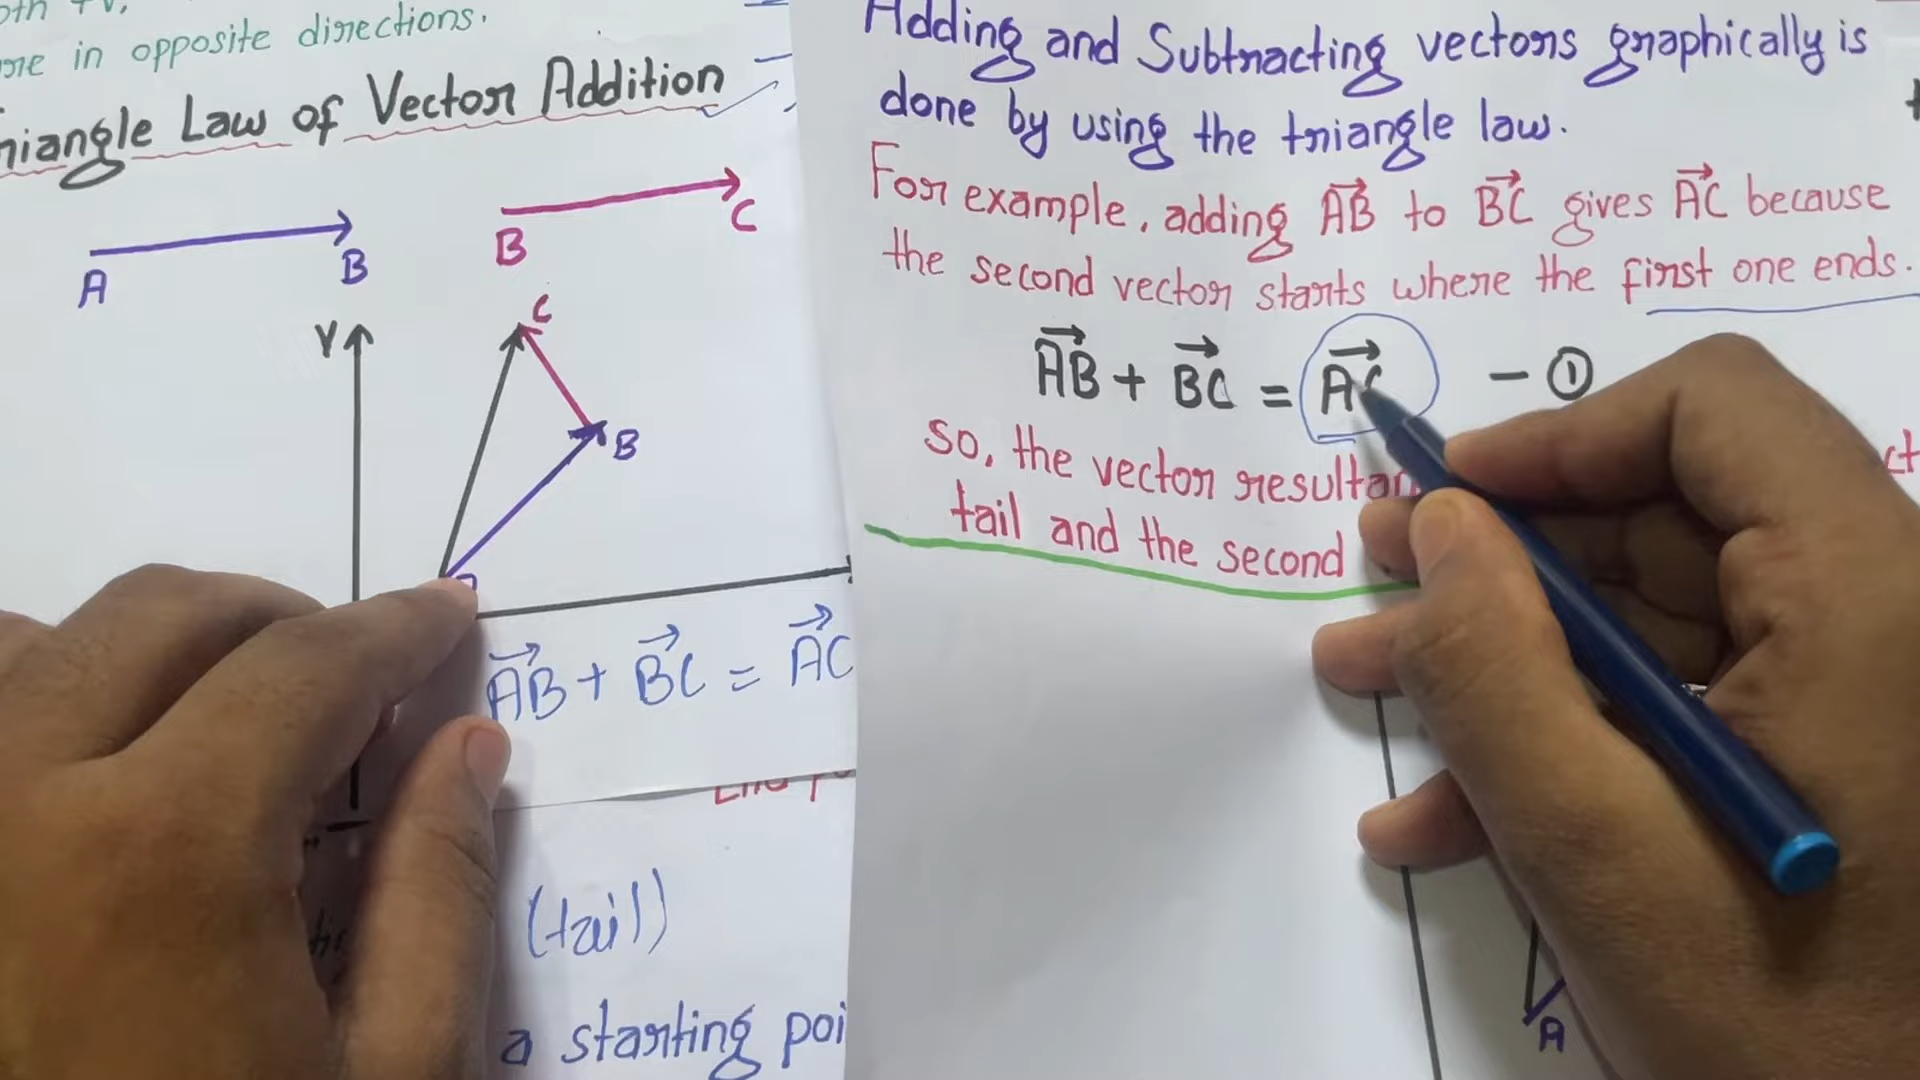 in opposite directions.
Triangle Law of Vector Addition
A B
B C
Y
C
B
AB + BC = AC
(tail)
a starting poi
Adding and Subtracting vectors graphically is
done by using the triangle law.
For example, adding AB to BC gives AC because
the second vector starts where the first one ends.
AB + BC = AC - ①
so, the vector resultan
tail and the second
A